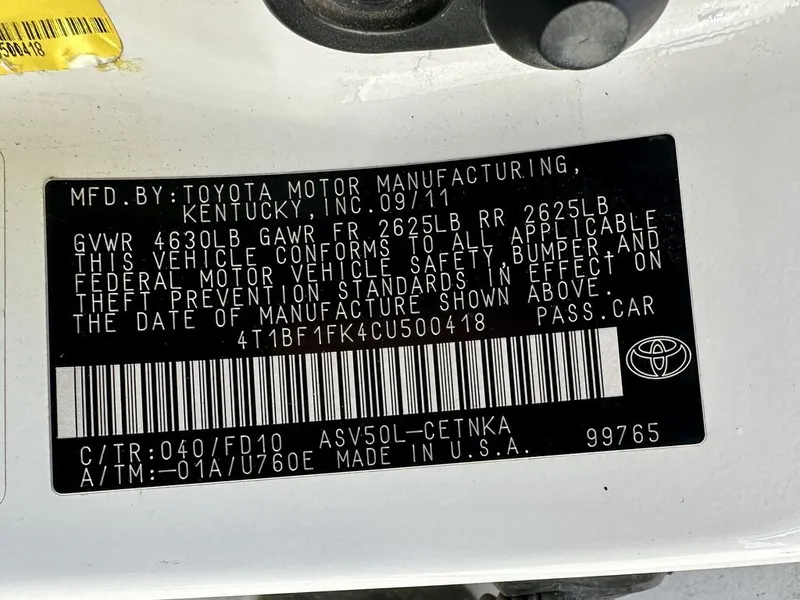 500418
MFD.BY:TOYOTA MOTOR MANUFACTURING,
KENTUCKY,INC.09/11
GVWR 4630LB GAWR FR 2625LB RR 2625LB
THIS VEHICLE CONFORMS TO ALL APPLICABLE
FEDERAL MOTOR VEHICLE SAFETY,BUMPER,AND
THEFT PREVENTION STANDARDS IN EFFECT ON
THE DATE OF MANUFACTURE SHOWN ABOVE.
4T1BF1FK4CU500418 PASS.CAR
C/TR:040/FD10 ASV50L-CETNKA
A/TM:-01A/U760E MADE IN U.S.A. 99765